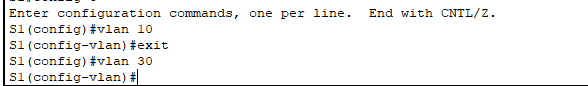 Enter configuration commands, one per line.  End with CNTL/Z.
S1(config)#vlan 10
S1(config-vlan)#exit
S1(config)#vlan 30
S1(config-vlan)#